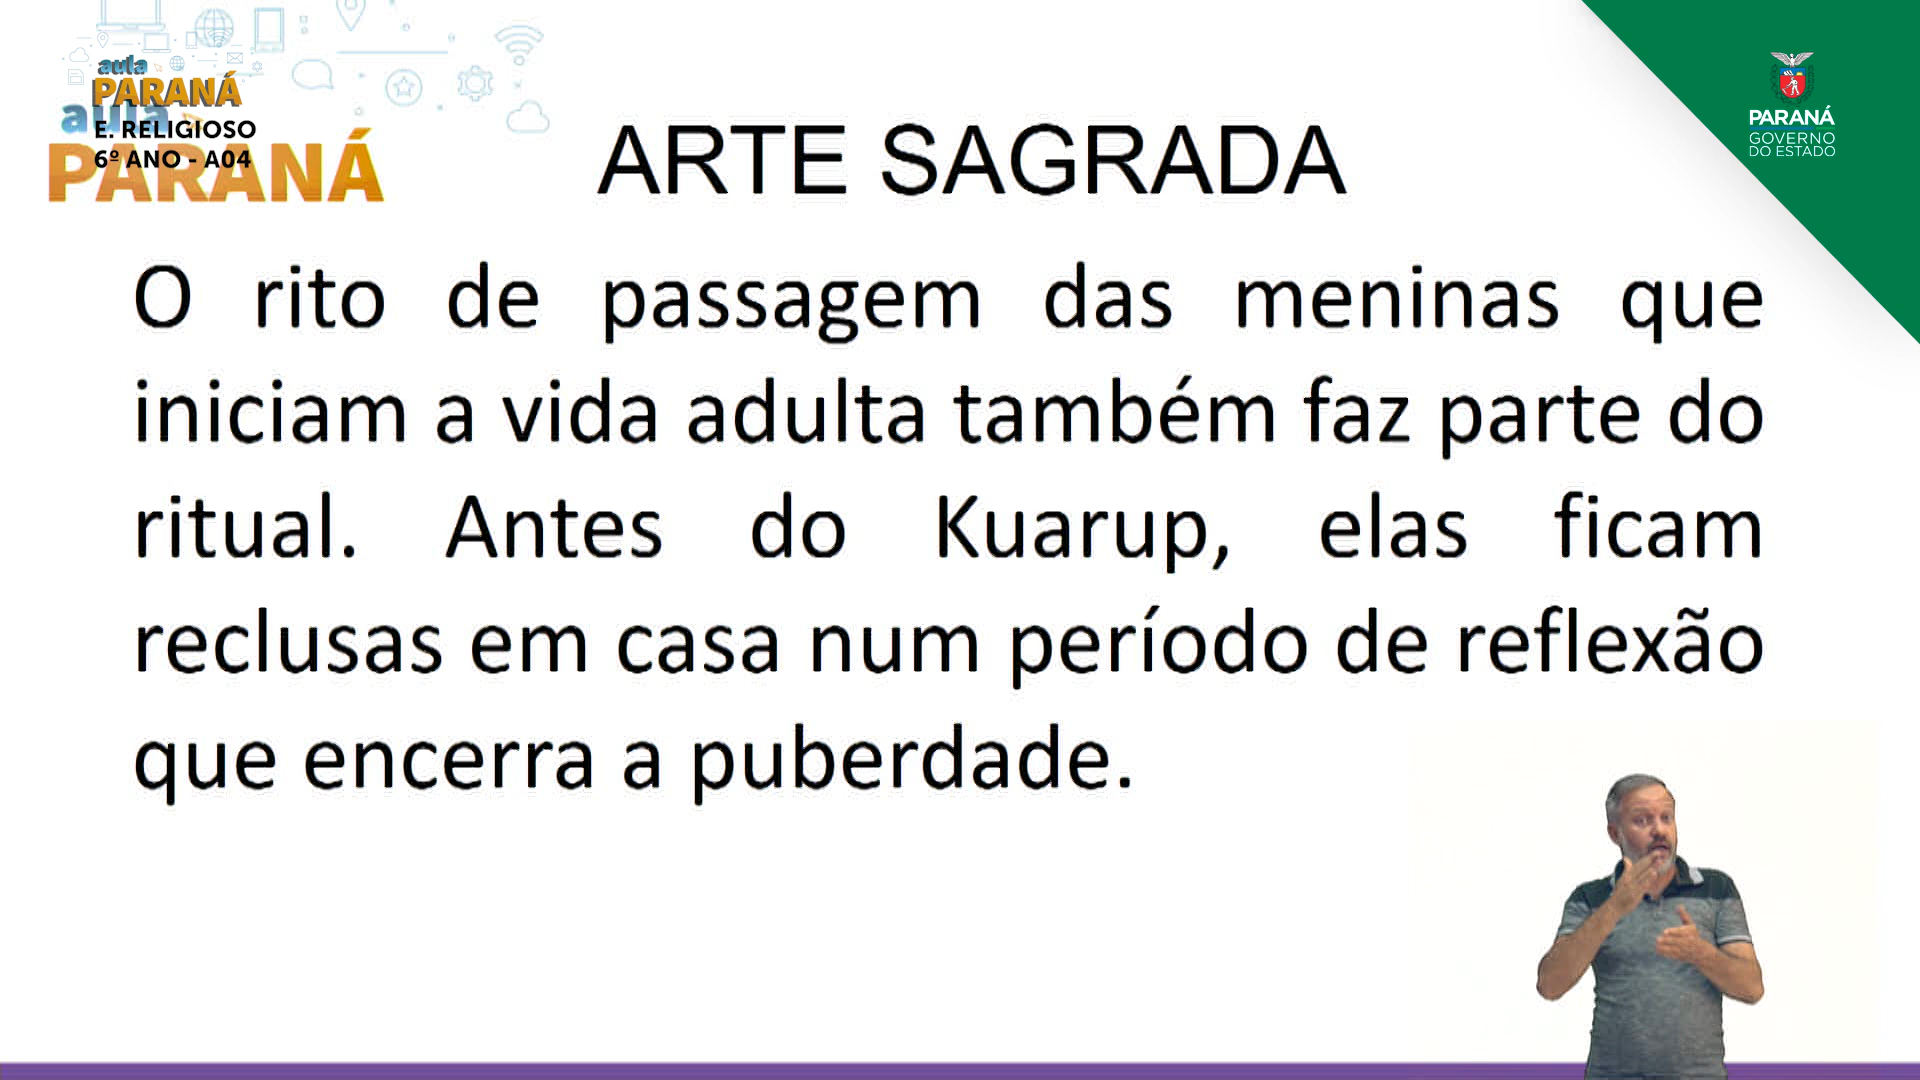 aula
PARANÁ
aula
E. RELIGIOSO
6º ANO - A04
PARANÁ
ARTE SAGRADA
PARANÁ
GOVERNO
DO ESTADO
O rito de passagem das meninas que
iniciam a vida adulta também faz parte do
ritual. Antes do Kuarup, elas ficam
reclusas em casa num período de reflexão
que encerra a puberdade.